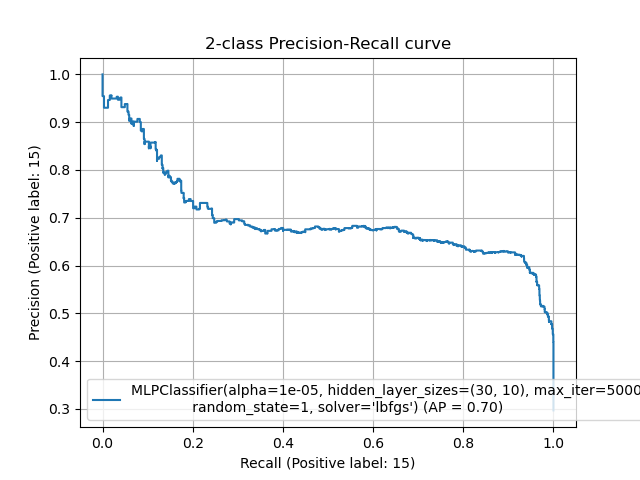 2-class Precision-Recall curve
1.0
0.9
0.8
0.7
0.6
0.5
0.4
0.3
Precision (Positive label: 15)
MLPClassifier(alpha=1e-05, hidden_layer_sizes=(30, 10), max_iter=5000
random_state=1, solver='lbfgs') (AP = 0.70)
0.0 0.2 0.4 0.6 0.8 1.0
Recall (Positive label: 15)